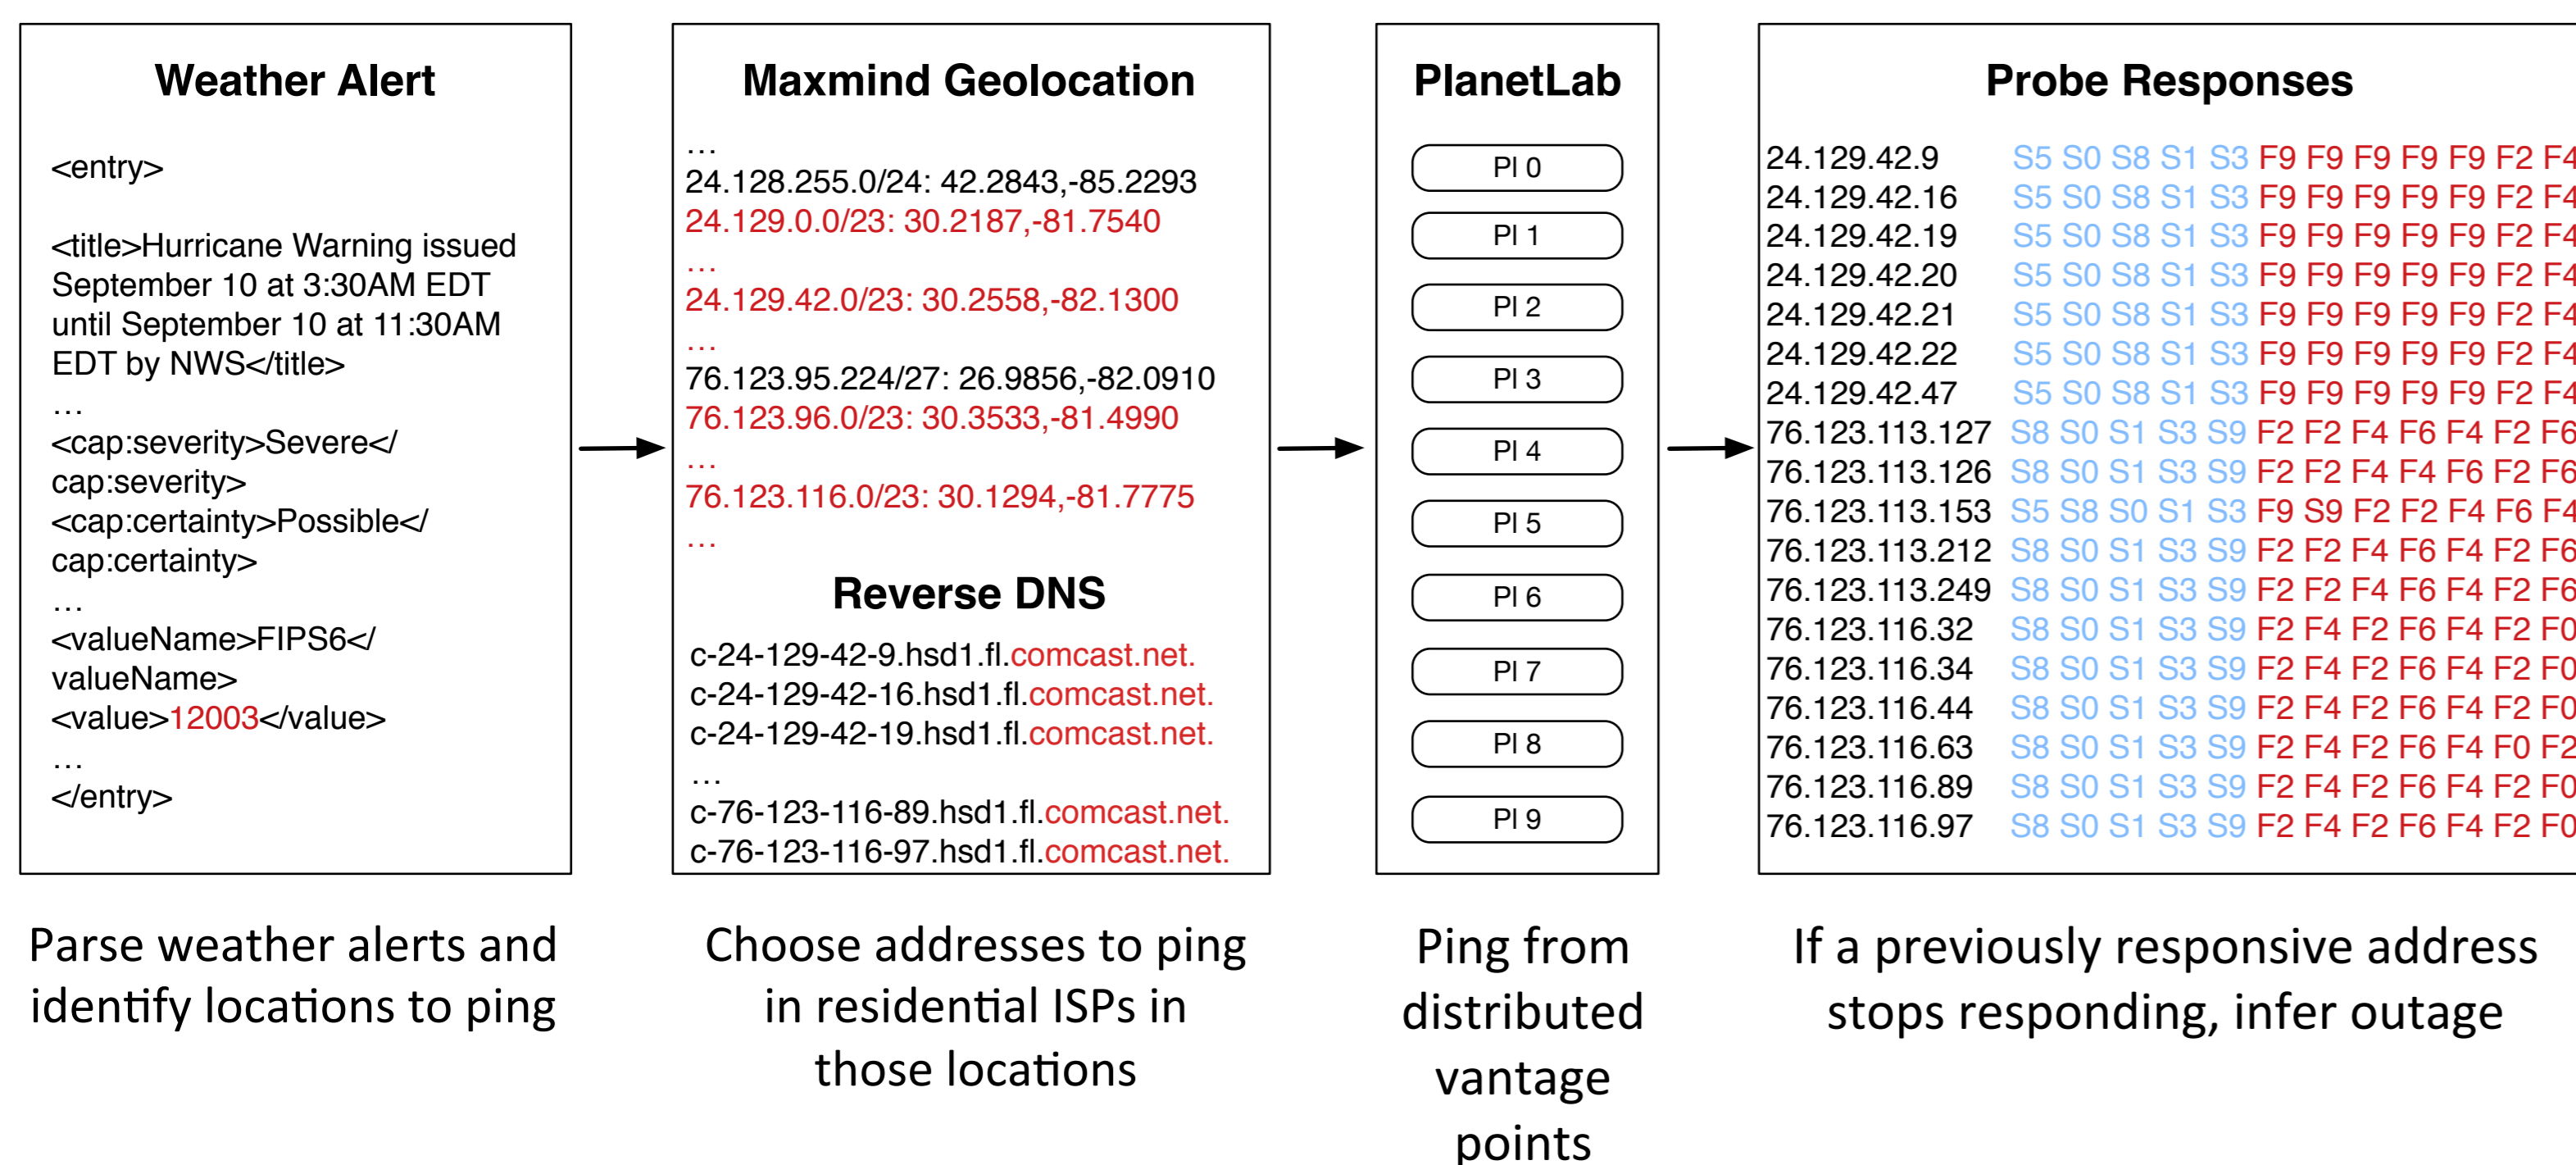 Weather Alert
<entry>
<title>Hurricane Warning issued
September 10 at 3:30AM EDT
until September 10 at 11:30AM
EDT by NWS</title>
…
<cap:severity>Severe</
cap:severity>
<cap:certainty>Possible</
cap:certainty>
…
<valueName>FIPS6</
valueName>
<value>12003</value>
…
</entry>
Parse weather alerts and
identify locations to ping
Maxmind Geolocation
…
24.128.255.0/24: 42.2843,-85.2293
24.129.0.0/23: 30.2187,-81.7540
…
24.129.42.0/23: 30.2558,-82.1300
…
76.123.95.224/27: 26.9856,-82.0910
76.123.96.0/23: 30.3533,-81.4990
…
76.123.116.0/23: 30.1294,-81.7775
…
Reverse DNS
c-24-129-42-9.hsd1.fl.comcast.net.
c-24-129-42-16.hsd1.fl.comcast.net.
c-24-129-42-19.hsd1.fl.comcast.net.
…
c-76-123-116-89.hsd1.fl.comcast.net.
c-76-123-116-97.hsd1.fl.comcast.net.
Choose addresses to ping
in residential ISPs in
those locations
PlanetLab
Pl 0
Pl 1
Pl 2
Pl 3
Pl 4
Pl 5
Pl 6
Pl 7
Pl 8
Pl 9
Ping from
distributed
vantage
points
Probe Responses
24.129.42.9 S5 S0 S8 S1 S3 F9 F9 F9 F9 F9 F2 F4
24.129.42.16 S5 S0 S8 S1 S3 F9 F9 F9 F9 F9 F2 F4
24.129.42.19 S5 S0 S8 S1 S3 F9 F9 F9 F9 F9 F2 F4
24.129.42.20 S5 S0 S8 S1 S3 F9 F9 F9 F9 F9 F2 F4
24.129.42.21 S5 S0 S8 S1 S3 F9 F9 F9 F9 F9 F2 F4
24.129.42.22 S5 S0 S8 S1 S3 F9 F9 F9 F9 F9 F2 F4
24.129.42.47 S5 S0 S8 S1 S3 F9 F9 F9 F9 F9 F2 F4
76.123.113.127 S8 S0 S1 S3 S9 F2 F2 F4 F6 F4 F2 F6
76.123.113.126 S8 S0 S1 S3 S9 F2 F2 F4 F4 F6 F2 F6
76.123.113.153 S5 S8 S0 S1 S3 F9 S9 F2 F2 F4 F6 F4
76.123.113.212 S8 S0 S1 S3 S9 F2 F2 F4 F6 F4 F2 F6
76.123.113.249 S8 S0 S1 S3 S9 F2 F2 F4 F6 F4 F2 F6
76.123.116.32 S8 S0 S1 S3 S9 F2 F4 F2 F6 F4 F2 F0
76.123.116.34 S8 S0 S1 S3 S9 F2 F4 F2 F6 F4 F2 F0
76.123.116.44 S8 S0 S1 S3 S9 F2 F4 F2 F6 F4 F2 F0
76.123.116.63 S8 S0 S1 S3 S9 F2 F4 F2 F6 F4 F0 F2
76.123.116.89 S8 S0 S1 S3 S9 F2 F4 F2 F6 F4 F2 F0
76.123.116.97 S8 S0 S1 S3 S9 F2 F4 F2 F6 F4 F2 F0
If a previously responsive address
stops responding, infer outage